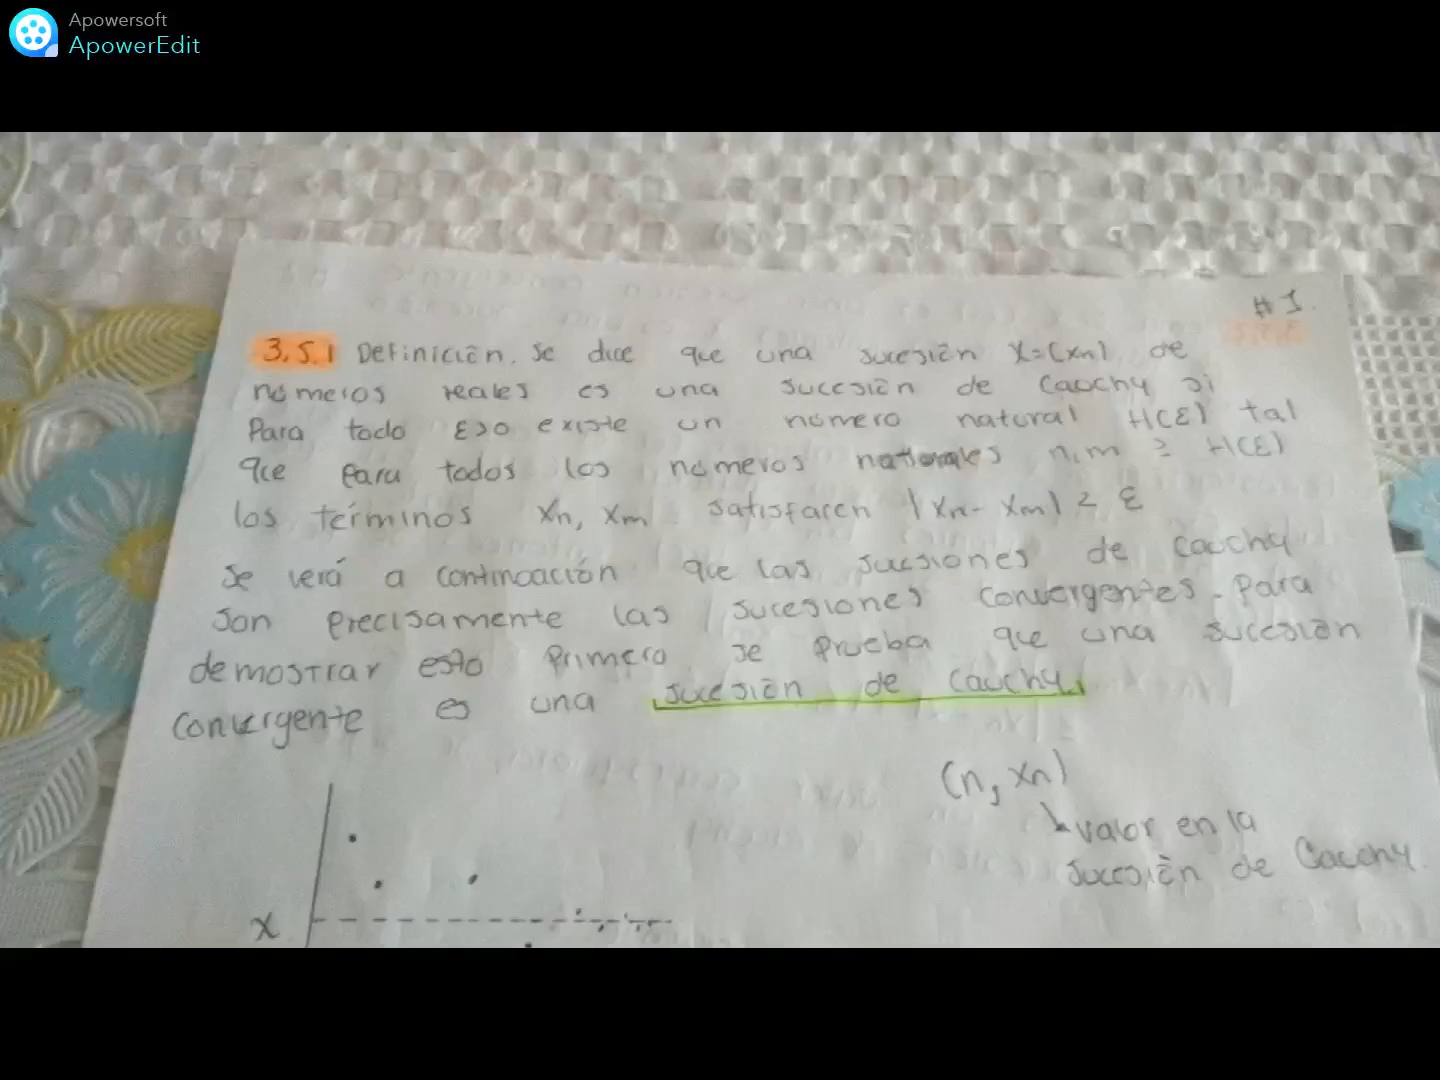 Apowersoft
ApowerEdit
# 1.
3.5.1 Definición. Se dice que una sucesión X=(xn) de
números reales es una sucesión de Cauchy si
Para todo ε>0 existe un número natural H(ε) tal
que para todos los números naturales n,m ≥ H(ε)
los términos xn, xm satisfacen |xn - xm| < ε
Se verá a continuación que las sucsiones de Cauchy
son precisamente las sucesiones convergentes. Para
demostrar esto primero se prueba que una sucesión
convergente es una sucesión de Cauchy.
(n, xn)
valor en la
sucesión de Cauchy.
x